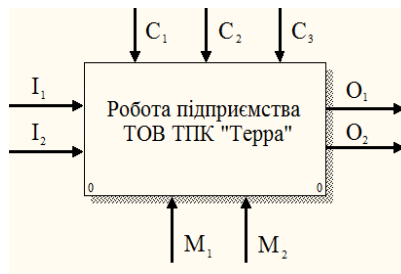 C₁ C₂ C₃
I₁
I₂
Робота підприємства
ТОВ ТПК "Терра"
O₁
O₂
0 0
M₁ M₂